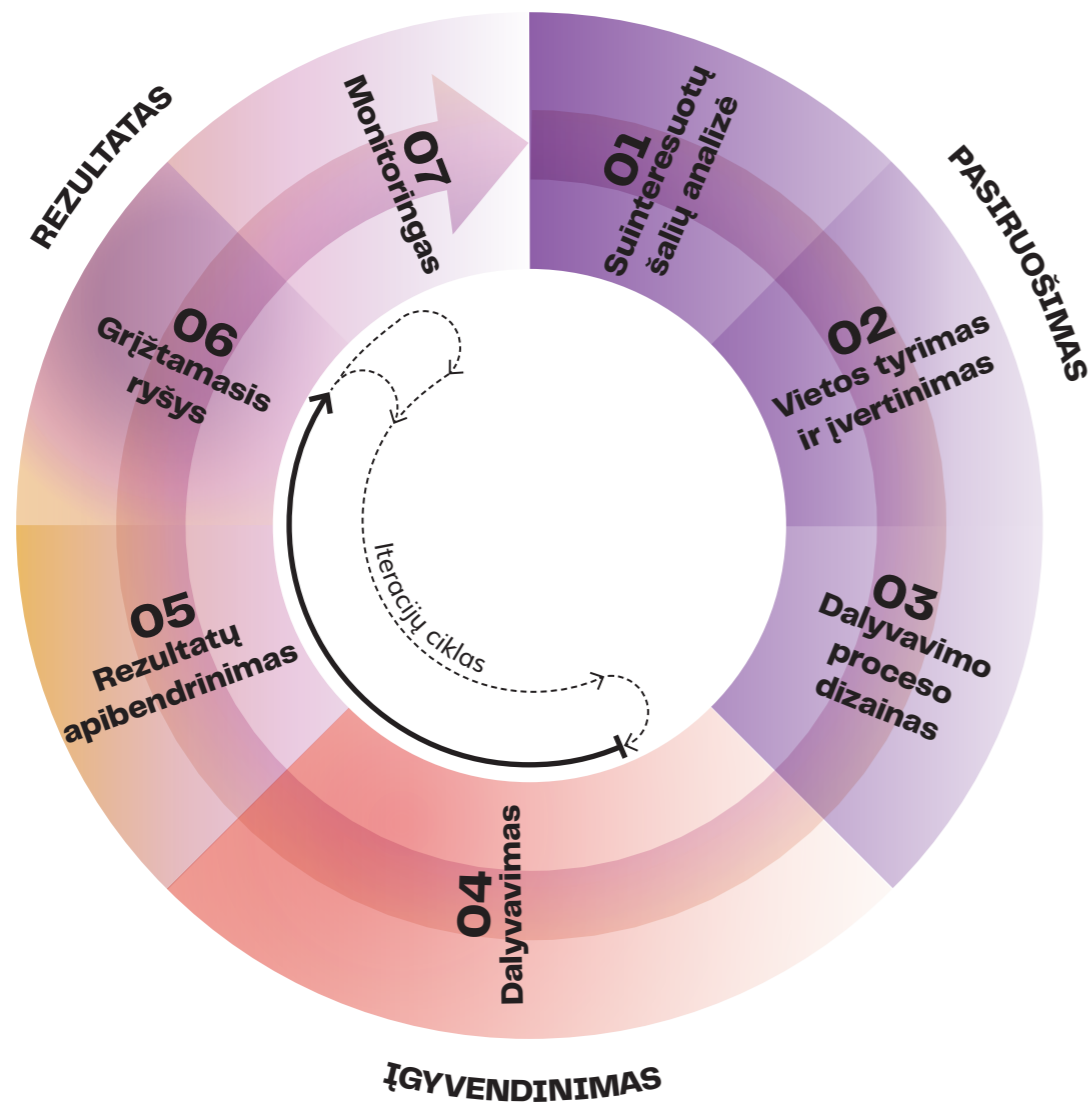 PASIRUOŠIMAS
01
Suinteresuotų
šalių analizė
02
Vietos tyrimas
ir įvertinimas
03
Dalyvavimo
proceso
dizainas
ĮGYVENDINIMAS
04
Dalyvavimas
REZULTATAS
05
Rezultatų
apibendrinimas
06
Grįžtamasis
ryšys
07
Monitoringas
Iteracijų ciklas